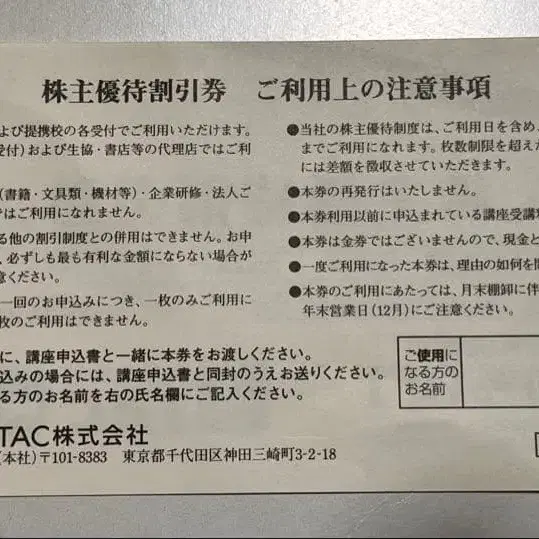 株主優待割引券 ご利用上の注意事項
よび提携校の各受付でご利用いただけます。
受付)および生協・書店等の代理店ではご利
(書籍・文具類・機材等)・企業研修・法人ご
ではご利用になれません。
る他の割引制度との併用はできません。お申
、必ずしも最も有利な金額にならない場合が
意ください。
一回のお申込みにつき、一枚のみご利用に
枚のご利用はできません。
●当社の株主優待制度は、ご利用日を含め、
までご利用になれます。枚数制限を超え
には差額を徴収させていただきます。
●本券の再発行はいたしません。
●本券利用以前に申込まれている講座受講
●本券は金券ではございませんので、現金と
●一度ご利用になった本券は、理由の如何を
●本券のご利用にあたっては、月末棚卸に伴
年末営業日(12月)にご注意ください。
に、講座申込書と一緒に本券をお渡しください。
込みの場合には、講座申込書と同封のうえお送りください。
る方のお名前を右の氏名欄にご記入ください。
ご使用に
なる方の
お名前
TAC株式会社
(本社)〒101-8383 東京都千代田区神田三崎町3-2-18